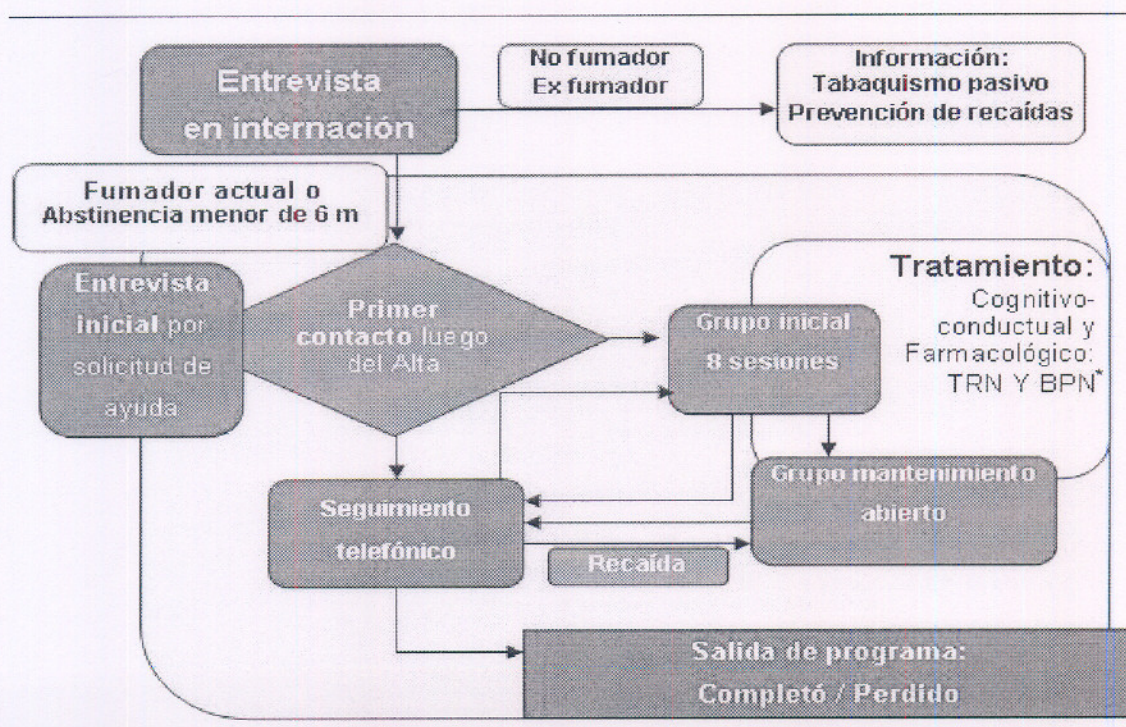 Entrevista
en internación
No fumador
Ex fumador
Información:
Tabaquismo pasivo
Prevención de recaídas
Fumador actual o
Abstinencia menor de 6 m
Entrevista
inicial por
solicitud de
ayuda
Primer
contacto luego
del Alta
Grupo inicial
8 sesiones
Tratamiento:
Cognitivo-
conductual y
Farmacológico:
TRN Y BPN*
Seguimiento
telefónico
Recaída
Grupo mantenimiento
abierto
Salida de programa:
Completó / Perdido